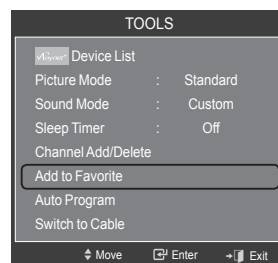 TOOLS
Anynet+ Device List
Picture Mode : Standard
Sound Mode : Custom
Sleep Timer : Off
Channel Add/Delete
Add to Favorite
Auto Program
Switch to Cable
Move Enter Exit